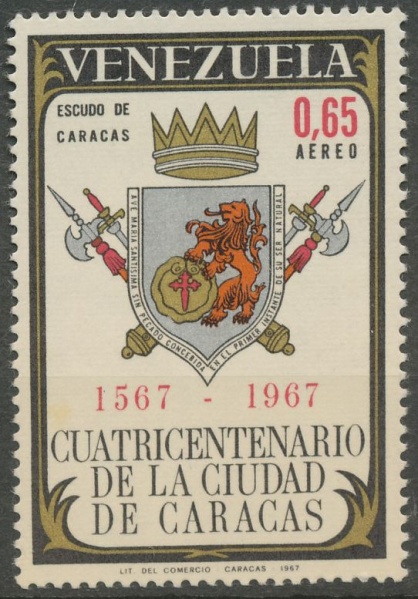 VENEZUELA
ESCUDO DE
CARACAS
0,65
AEREO
AVE MARIA SANTISIMA SIN PECADO CONCEBIDA EN EL PRIMER INSTANTE DE SU SER NATURAL
1567 - 1967
CUATRICENTENARIO
DE LA CIUDAD
DE CARACAS
LIT. DEL COMERCIO CARACAS 1967